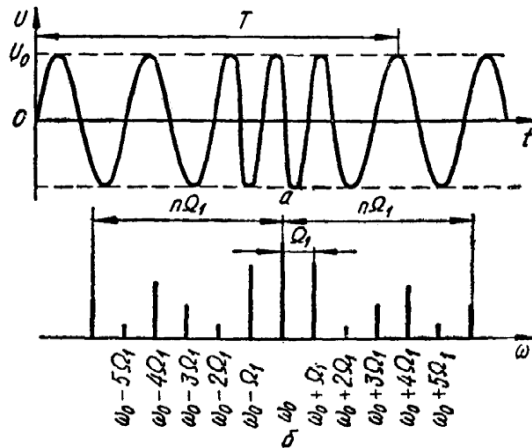 U
T
U₀
0
t
а
nΩ₁ nΩ₁
Ω₁
ω₀ - 5Ω₁
ω₀ - 4Ω₁
ω₀ - 3Ω₁
ω₀ - 2Ω₁
ω₀ - Ω₁
ω₀
ω₀ + Ω₁
ω₀ + 2Ω₁
ω₀ + 3Ω₁
ω₀ + 4Ω₁
ω₀ + 5Ω₁
ω
б